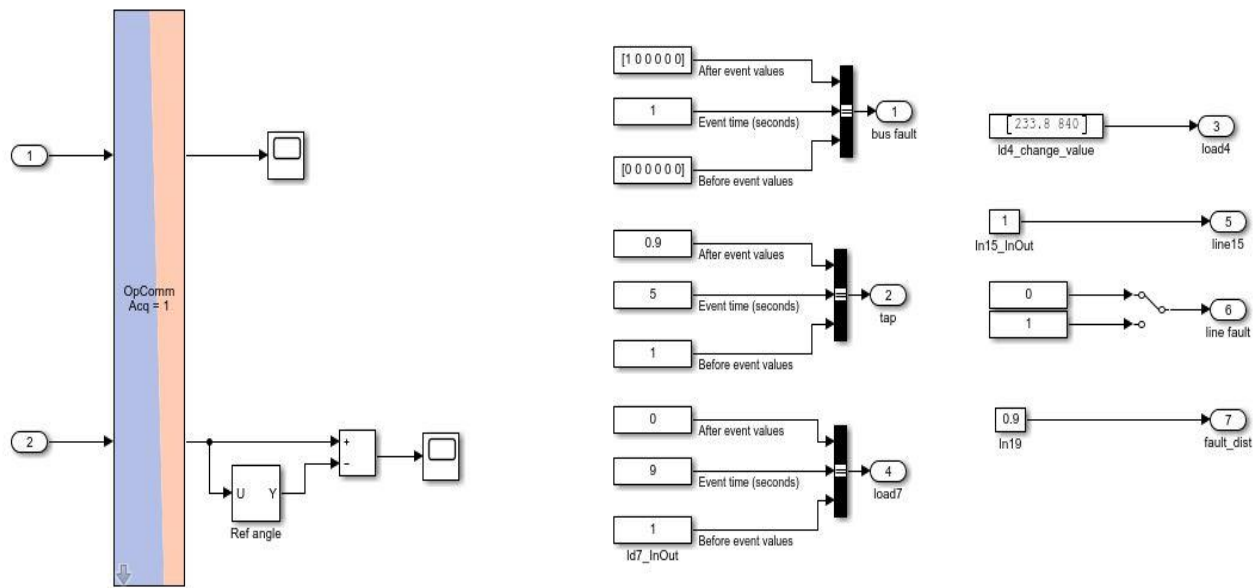 1
OpComm
Acq = 1
2
+
−
U Y
Ref angle
[1 0 0 0 0 0]
After event values
1
Event time (seconds)
[0 0 0 0 0 0]
Before event values
1
bus fault
0.9
After event values
5
Event time (seconds)
1
Before event values
2
tap
0
After event values
9
Event time (seconds)
1
Before event values
ld7_InOut
4
load7
[233.8 840]
ld4_change_value
3
load4
1
ln15_InOut
5
line15
0
1
6
line fault
0.9
ln19
7
fault_dist